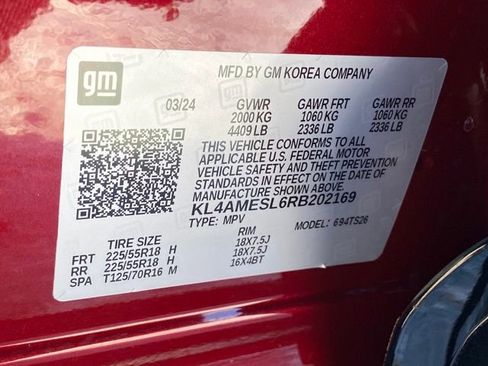 gm
MFD BY GM KOREA COMPANY
03/24 GVWR GAWR FRT GAWR RR
2000 KG 1060 KG 1060 KG
4409 LB 2336 LB 2336 LB
THIS VEHICLE CONFORMS TO ALL
APPLICABLE U.S. FEDERAL MOTOR
VEHICLE SAFETY AND THEFT PREVENTION
STANDARDS IN EFFECT ON THE DATE OF
MANUFACTURE SHOWN ABOVE.
KL4AMESL6RB202169
TYPE: MPV MODEL: 694TS26
TIRE SIZE RIM
FRT 225/55R18 H 18X7.5J
RR 225/55R18 H 18X7.5J
SPA T125/70R16 M 16X4BT